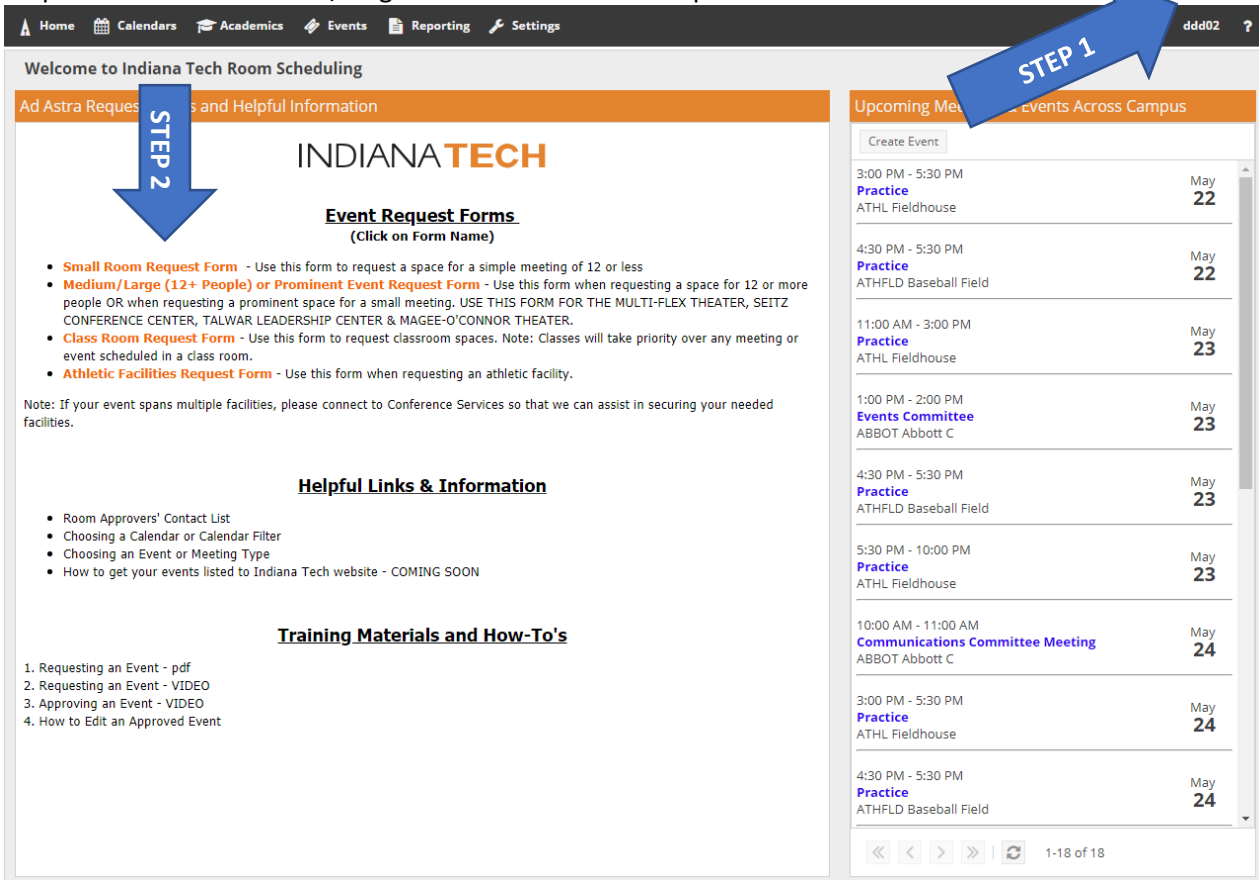 Home Calendars Academics Events Reporting Settings ddd02 ?
STEP 1
Welcome to Indiana Tech Room Scheduling
Ad Astra Reques s and Helpful Information
STEP 2
INDIANA TECH
Event Request Forms
(Click on Form Name)
• Small Room Request Form - Use this form to request a space for a simple meeting of 12 or less
• Medium/Large (12+ People) or Prominent Event Request Form - Use this form when requesting a space for 12 or more
people OR when requesting a prominent space for a small meeting. USE THIS FORM FOR THE MULTI-FLEX THEATER, SEITZ
CONFERENCE CENTER, TALWAR LEADERSHIP CENTER & MAGEE-O'CONNOR THEATER.
• Class Room Request Form - Use this form to request classroom spaces. Note: Classes will take priority over any meeting or
event scheduled in a class room.
• Athletic Facilities Request Form - Use this form when requesting an athletic facility.
Note: If your event spans multiple facilities, please connect to Conference Services so that we can assist in securing your needed
facilities.
Helpful Links & Information
• Room Approvers' Contact List
• Choosing a Calendar or Calendar Filter
• Choosing an Event or Meeting Type
• How to get your events listed to Indiana Tech website - COMING SOON
Training Materials and How-To's
1. Requesting an Event - pdf
2. Requesting an Event - VIDEO
3. Approving an Event - VIDEO
4. How to Edit an Approved Event
Upcoming Mee Events Across Campus
Create Event
3:00 PM - 5:30 PM
Practice
ATHL Fieldhouse
May
22
4:30 PM - 5:30 PM
Practice
ATHFLD Baseball Field
May
22
11:00 AM - 3:00 PM
Practice
ATHL Fieldhouse
May
23
1:00 PM - 2:00 PM
Events Committee
ABBOT Abbott C
May
23
4:30 PM - 5:30 PM
Practice
ATHFLD Baseball Field
May
23
5:30 PM - 10:00 PM
Practice
ATHL Fieldhouse
May
23
10:00 AM - 11:00 AM
Communications Committee Meeting
ABBOT Abbott C
May
24
3:00 PM - 5:30 PM
Practice
ATHL Fieldhouse
May
24
4:30 PM - 5:30 PM
Practice
ATHFLD Baseball Field
May
24
1-18 of 18